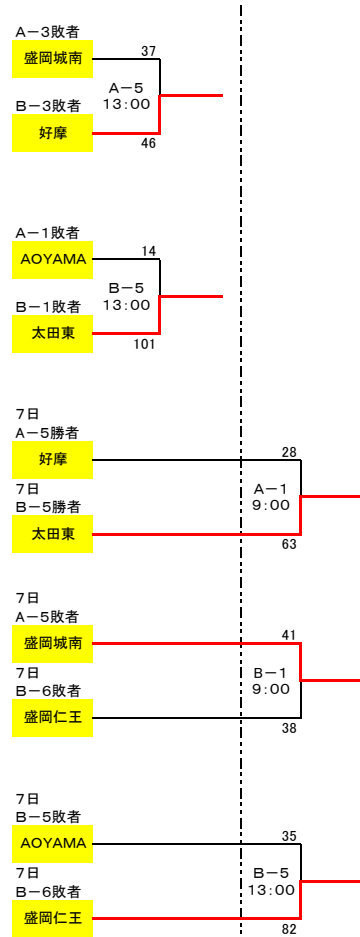 A－3敗者
盛岡城南
37
A－5
13:00
B－3敗者
好摩
46
A－1敗者
AOYAMA
14
B－5
13:00
B－1敗者
太田東
101
7日
A－5勝者
好摩
28
7日
A－1
9:00
B－5勝者
太田東
63
7日
A－5敗者
盛岡城南
41
7日
B－1
9:00
B－6敗者
盛岡仁王
38
7日
B－5敗者
AOYAMA
35
7日
B－5
13:00
B－6敗者
盛岡仁王
82